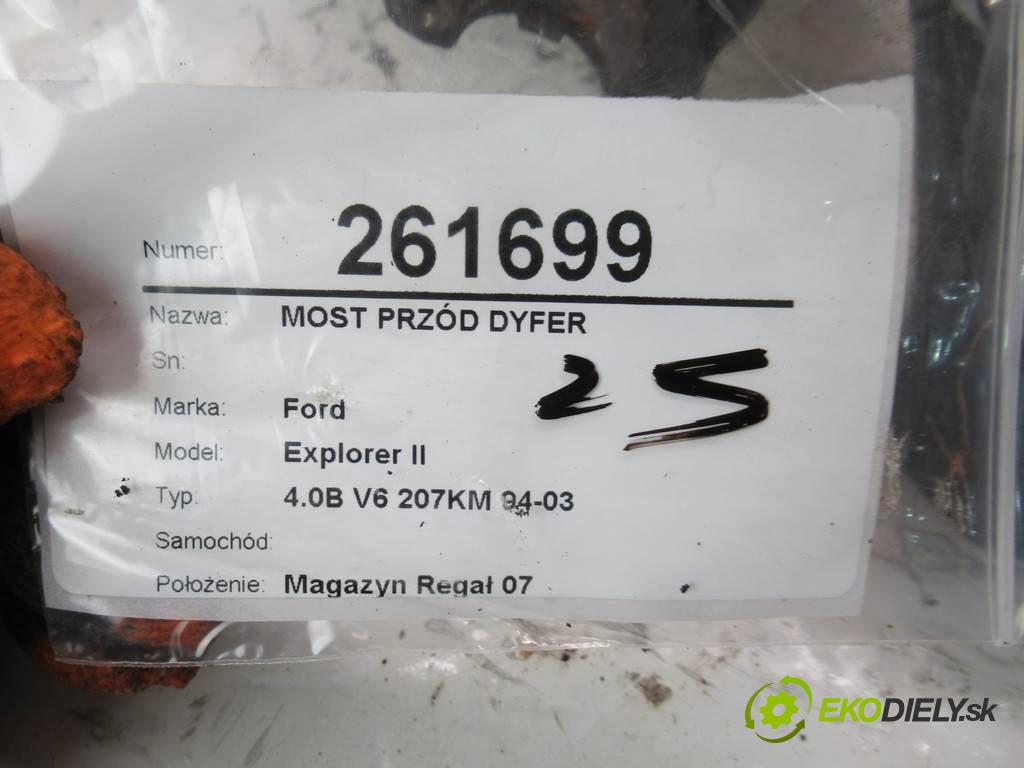 Numer: 261699
Nazwa: MOST PRZÓD DYFER
Sn:
25
Marka: Ford
Model: Explorer II
Typ: 4.0B V6 207KM 94-03
Samochód:
Położenie: Magazyn Regał 07
EKODIELY.sk